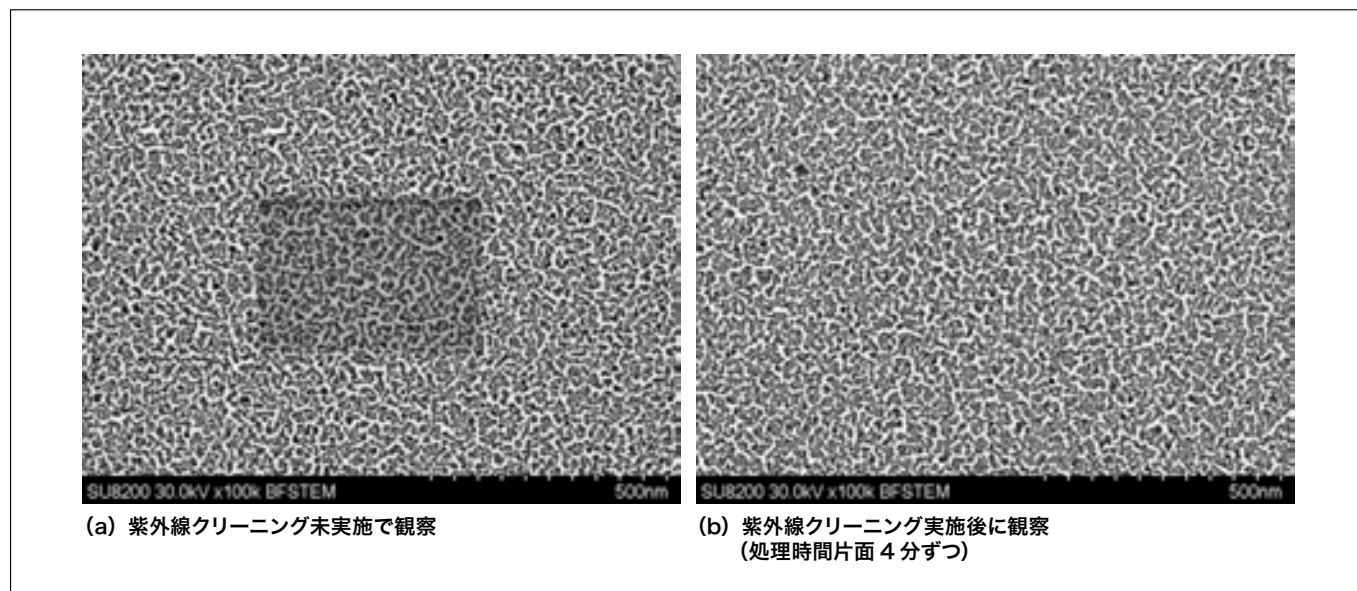 SU8200 30.0kV x100k BFSTEM 500nm
SU8200 30.0kV x100k BFSTEM 500nm
(a) 紫外線クリーニング未実施で観察
(b) 紫外線クリーニング実施後に観察
(処理時間片面 4 分ずつ)